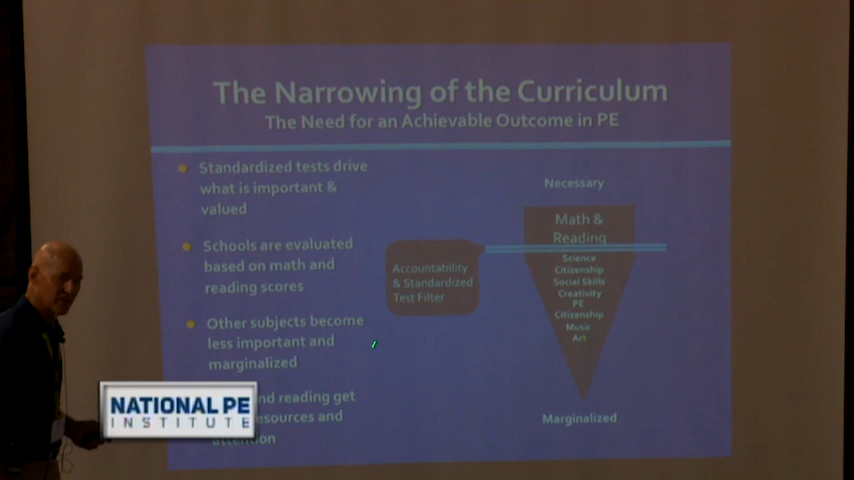 The Narrowing of the Curriculum
The Need for an Achievable Outcome in PE
Standardized tests drive
what is important &
valued
Schools are evaluated
based on math and
reading scores
Other subjects become
less important and
marginalized
nd reading get
esources and
attention
Necessary
Math &
Reading
Science
Citizenship
Social Skills
Creativity
PE
Citizenship
Music
Art
Marginalized
Accountability
& Standardized
Test Filter
NATIONAL PE
INSTITUTE